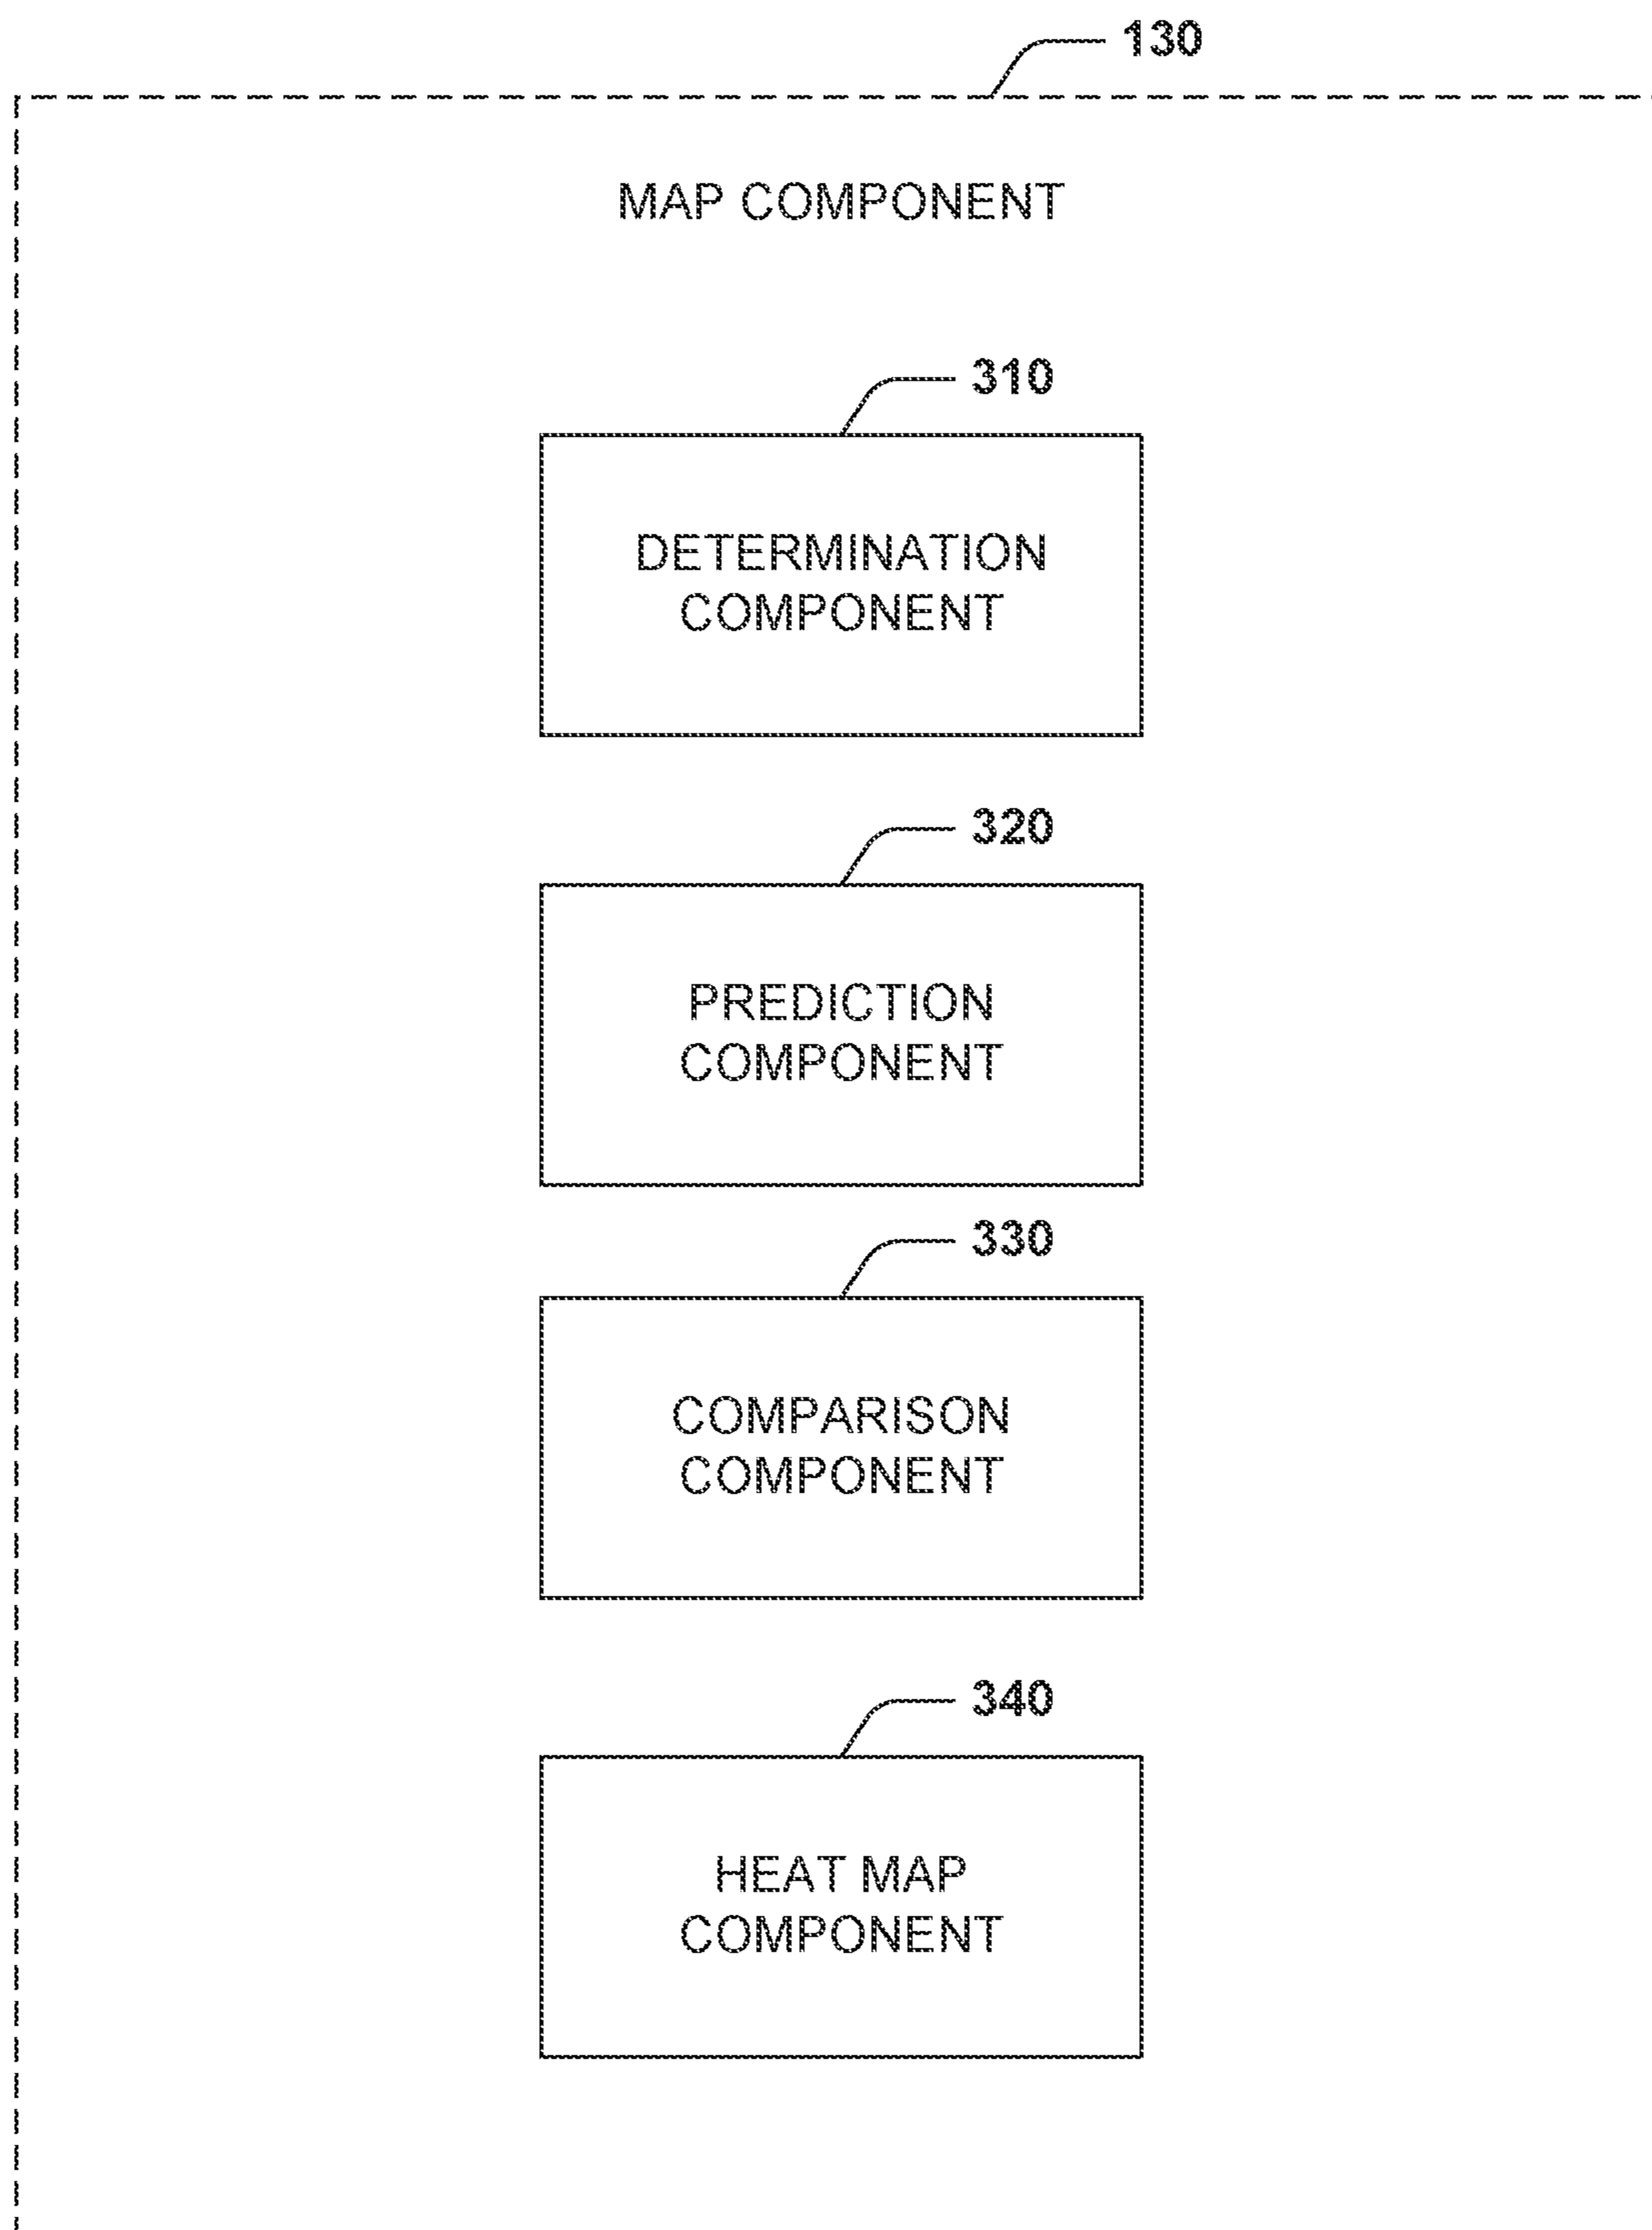 130
MAP COMPONENT
310
DETERMINATION
COMPONENT
320
PREDICTION
COMPONENT
330
COMPARISON
COMPONENT
340
HEAT MAP
COMPONENT